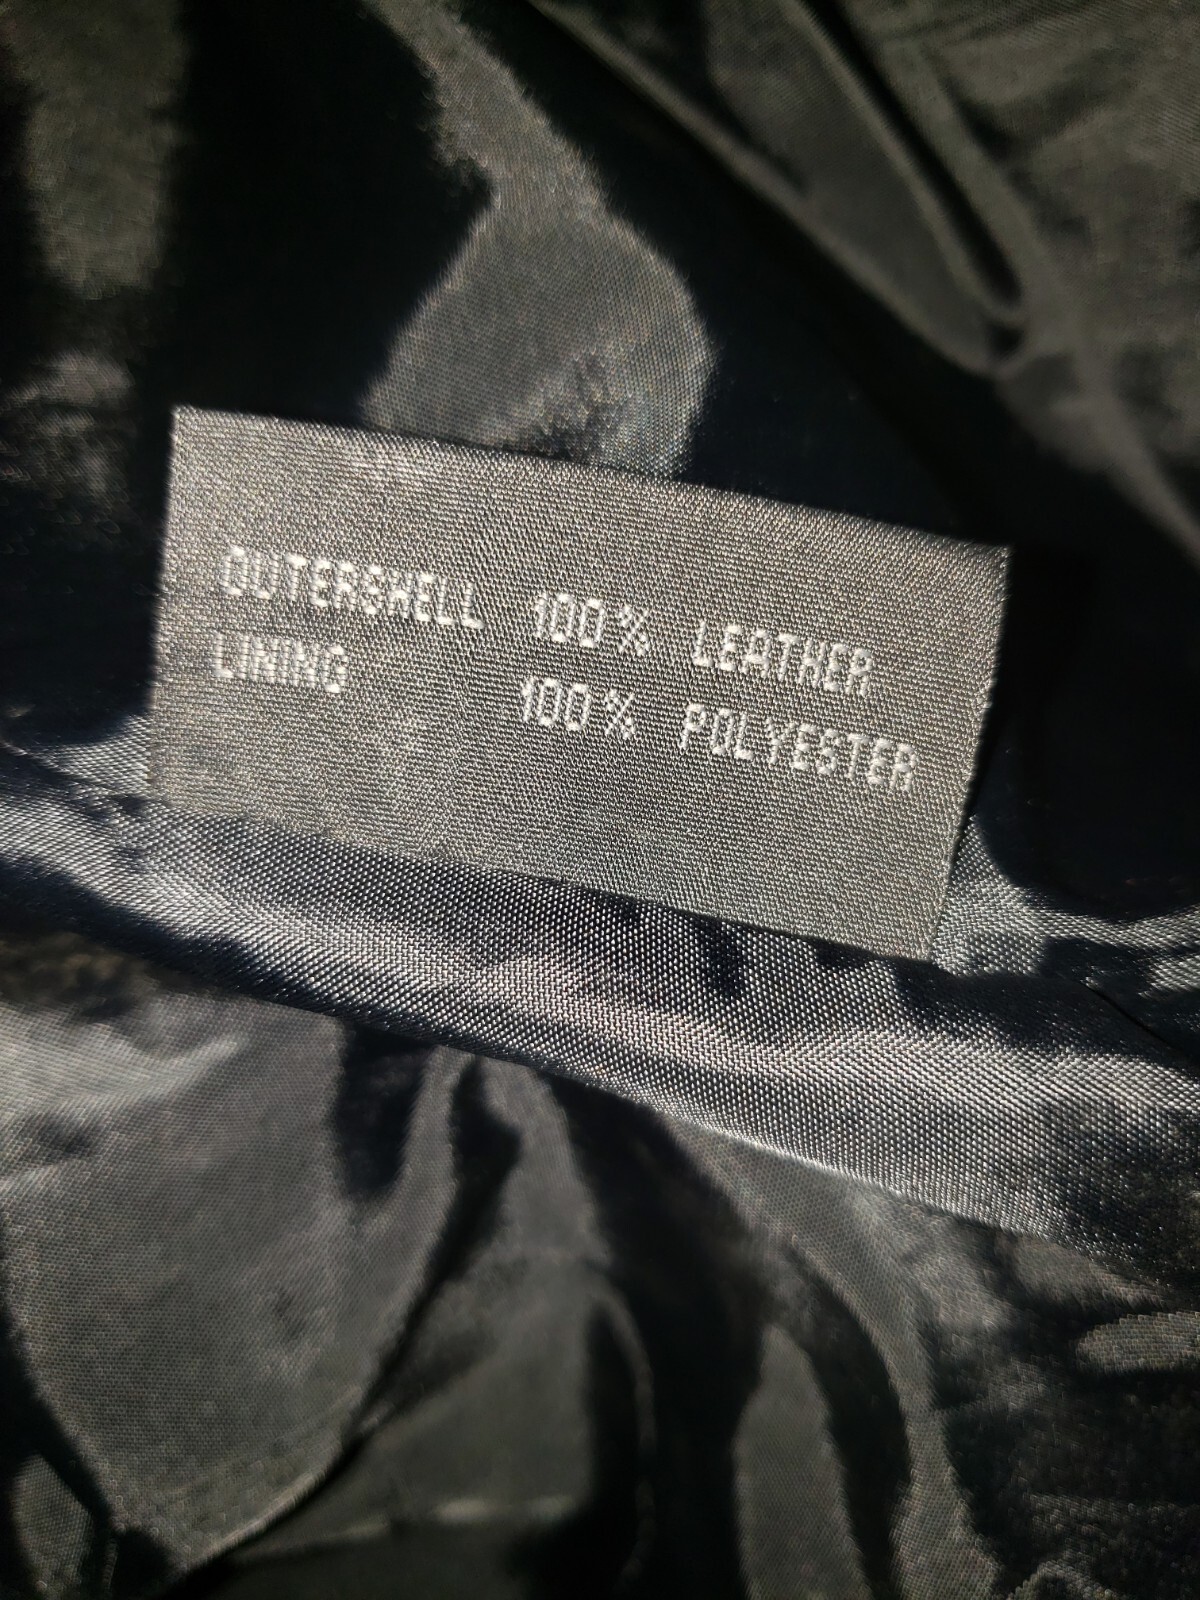 OUTERSHELL 100% LEATHER
LINING 100% POLYESTER